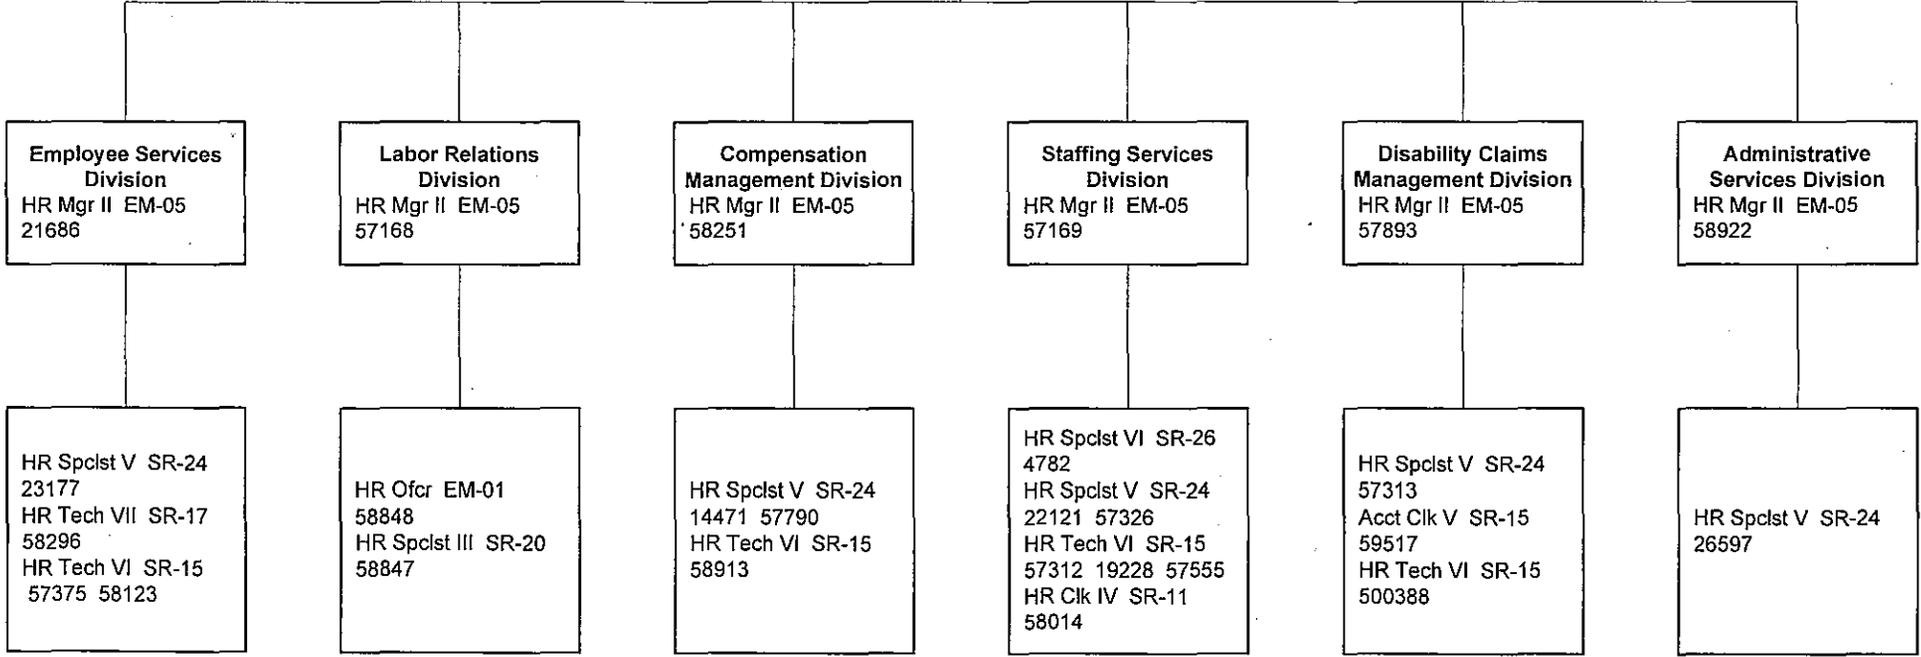 Employee Services
Division
HR Mgr II EM-05
21686
Labor Relations
Division
HR Mgr II EM-05
57168
Compensation
Management Division
HR Mgr II EM-05
58251
Staffing Services
Division
HR Mgr II EM-05
57169
Disability Claims
Management Division
HR Mgr II EM-05
57893
Administrative
Services Division
HR Mgr II EM-05
58922
HR Spclst V SR-24
23177
HR Tech VII SR-17
58296
HR Tech VI SR-15
57375 58123
HR Ofcr EM-01
58848
HR Spclst III SR-20
58847
HR Spclst V SR-24
14471 57790
HR Tech VI SR-15
58913
HR Spclst VI SR-26
4782
HR Spclst V SR-24
22121 57326
HR Tech VI SR-15
57312 19228 57555
HR Clk IV SR-11
58014
HR Spclst V SR-24
57313
Acct Clk V SR-15
59517
HR Tech VI SR-15
500388
HR Spclst V SR-24
26597